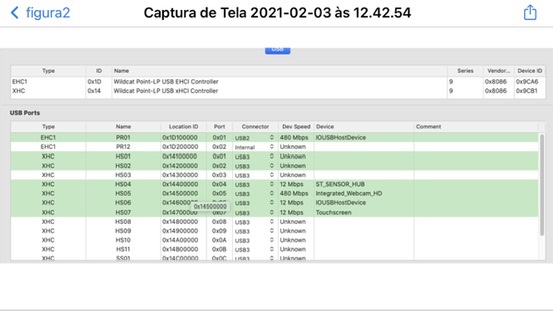 figura2
Captura de Tela 2021-02-03 às 12.42.54
USB
Type ID Name Series Vendor... Device ID
EHC1 0x1D Wildcat Point-LP USB EHCI Controller 9 0x8086 0x9CA6
XHC 0x14 Wildcat Point-LP USB xHCI Controller 9 0x8086 0x9CB1
USB Ports
Type Name Location ID Port Connector Dev Speed Device Comment
EHC1 PR01 0x1D100000 0x01 USB2 480 Mbps IOUSBHostDevice
EHC1 PR12 0x1D200000 0x02 Internal Unknown
XHC HS01 0x14100000 0x01 USB3 Unknown
XHC HS02 0x14200000 0x02 USB3 Unknown
XHC HS03 0x14300000 0x03 USB3 Unknown
XHC HS04 0x14400000 0x04 USB3 12 Mbps ST_SENSOR_HUB
XHC HS05 0x14500000 0x05 USB3 480 Mbps Integrated_Webcam_HD
XHC HS06 0x14600000 USB3 12 Mbps IOUSBHostDevice
0x14500000
XHC HS07 0x14700000 0x07 USB3 12 Mbps Touchscreen
XHC HS08 0x14800000 0x08 USB3 Unknown
XHC HS09 0x14900000 0x09 USB3 Unknown
XHC HS10 0x14A00000 0x0A USB3 Unknown
XHC HS11 0x14B00000 0x0B USB3 Unknown
XHC SS01 0x14C00000 0x0C USB3 Unknown